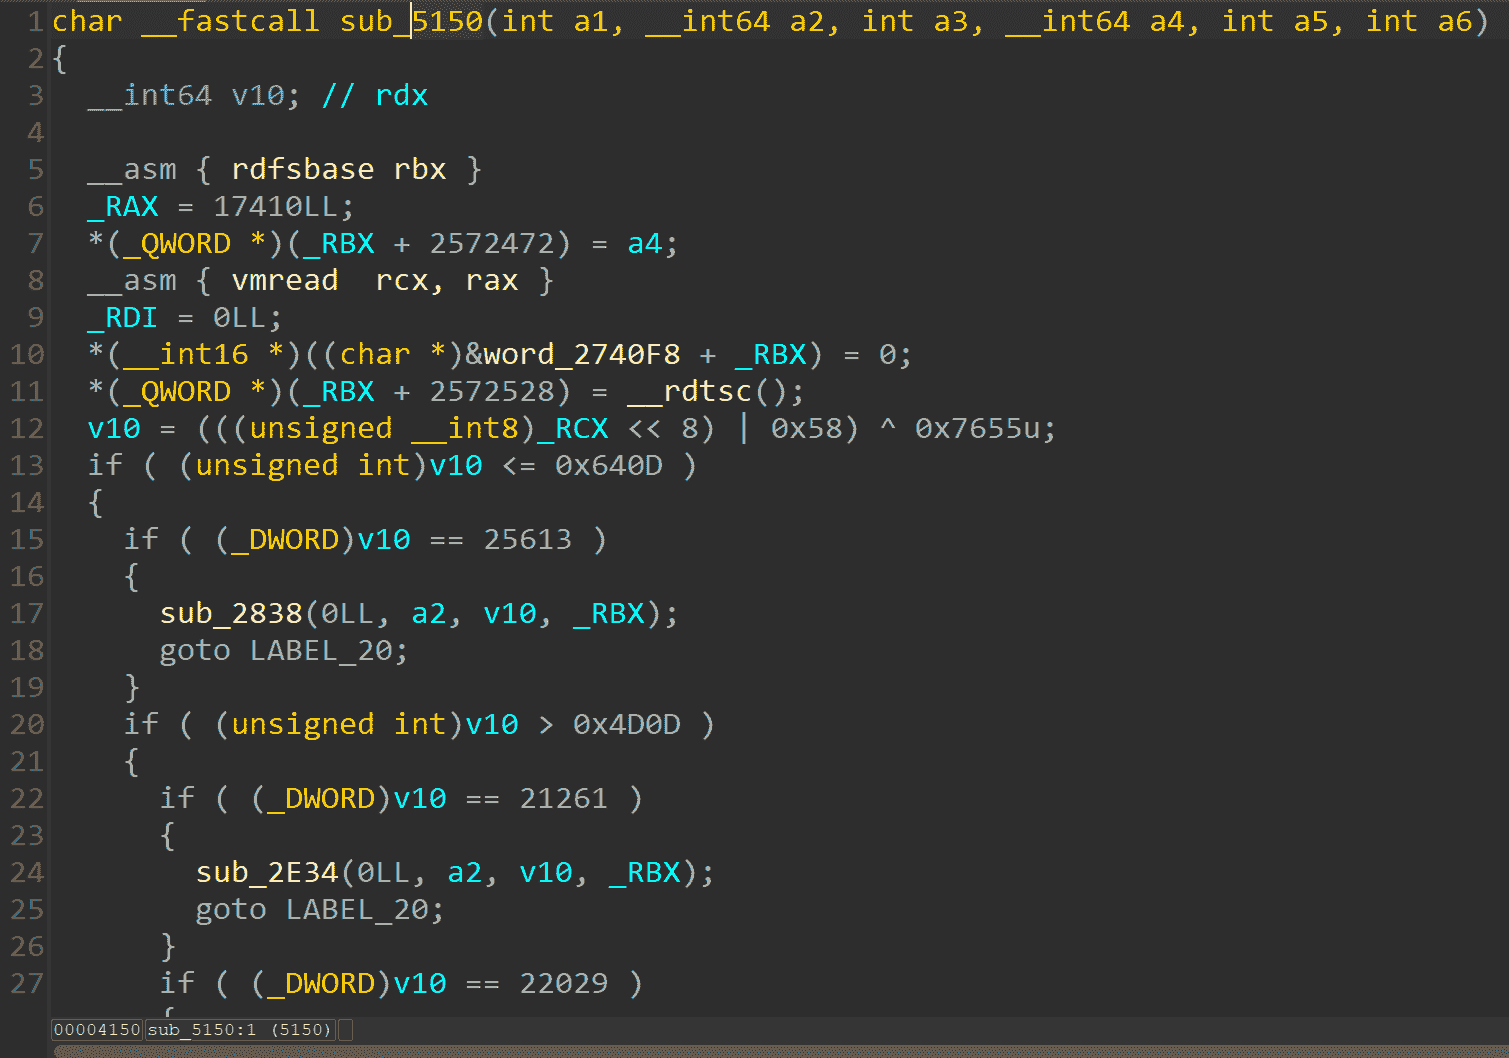 1 char __fastcall sub_5150(int a1, __int64 a2, int a3, __int64 a4, int a5, int a6)
2 {
3   __int64 v10; // rdx
4
5   __asm { rdfsbase rbx }
6   _RAX = 17410LL;
7   *(_QWORD *)(_RBX + 2572472) = a4;
8   __asm { vmread  rcx, rax }
9   _RDI = 0LL;
10   *(__int16 *)((char *)&word_2740F8 + _RBX) = 0;
11   *(_QWORD *)(_RBX + 2572528) = __rdtsc();
12   v10 = (((unsigned __int8)_RCX << 8) | 0x58) ^ 0x7655u;
13   if ( (unsigned int)v10 <= 0x640D )
14   {
15     if ( (_DWORD)v10 == 25613 )
16     {
17       sub_2838(0LL, a2, v10, _RBX);
18       goto LABEL_20;
19     }
20     if ( (unsigned int)v10 > 0x4D0D )
21     {
22       if ( (_DWORD)v10 == 21261 )
23       {
24         sub_2E34(0LL, a2, v10, _RBX);
25         goto LABEL_20;
26       }
27       if ( (_DWORD)v10 == 22029 )
{
00004150 sub_5150:1 (5150)